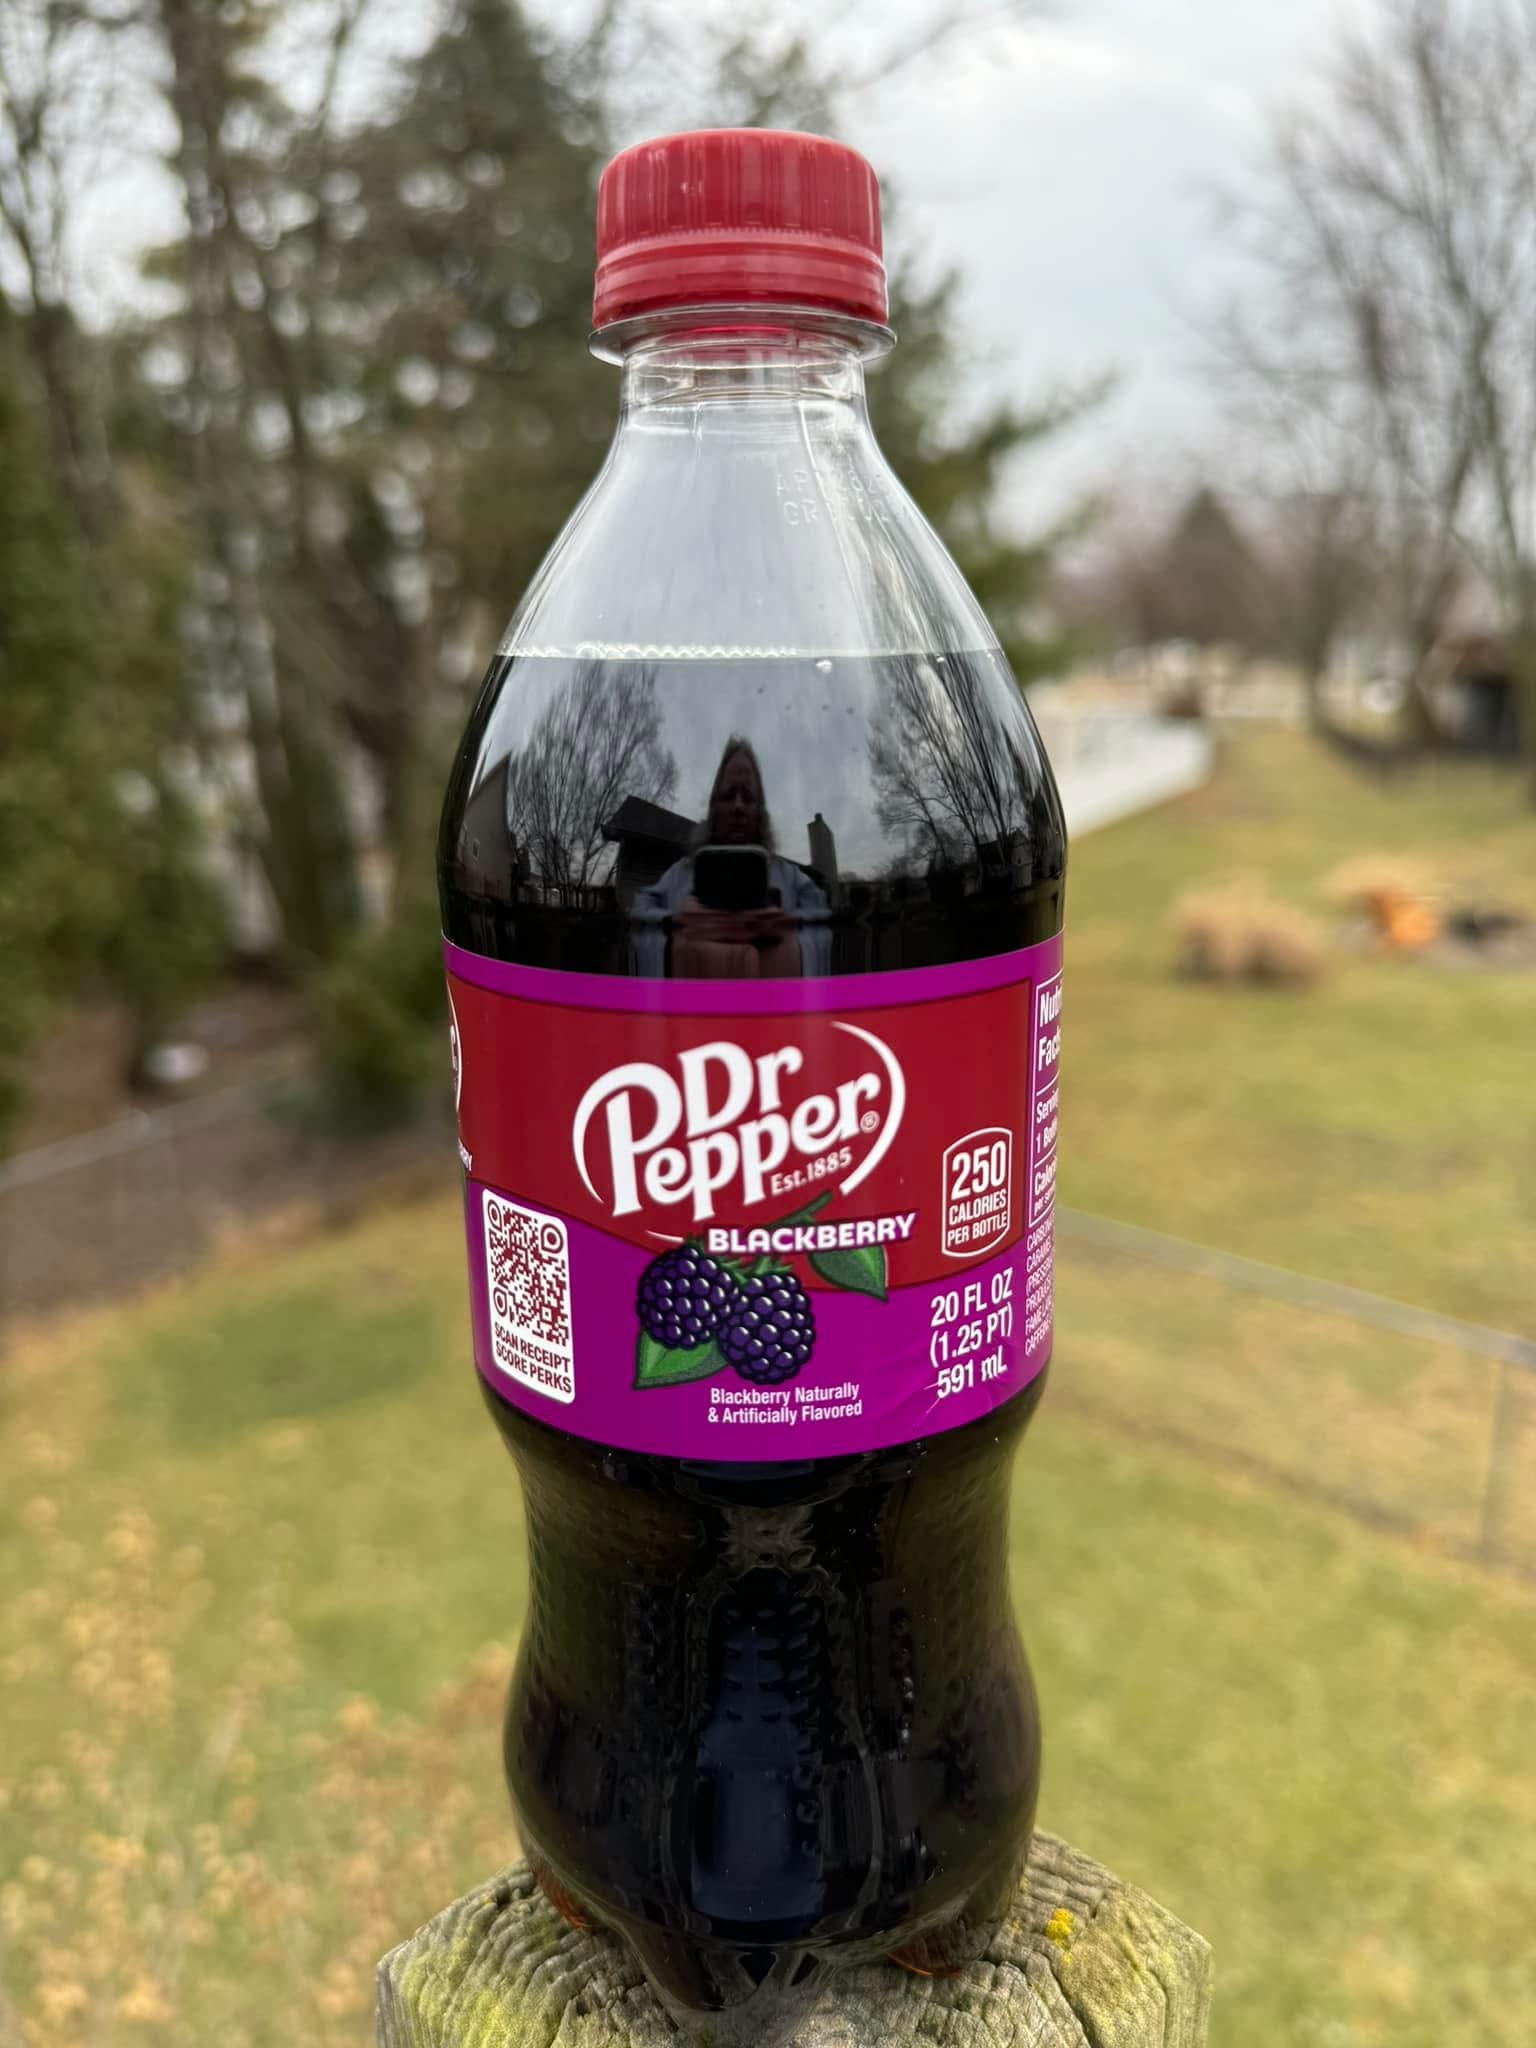 Dr
Pepper®
Est.1885
BLACKBERRY
250
CALORIES
PER BOTTLE
SCAN RECEIPT
SCORE PERKS
20 FL OZ
(1.25 PT)
591 mL
Blackberry Naturally
& Artificially Flavored